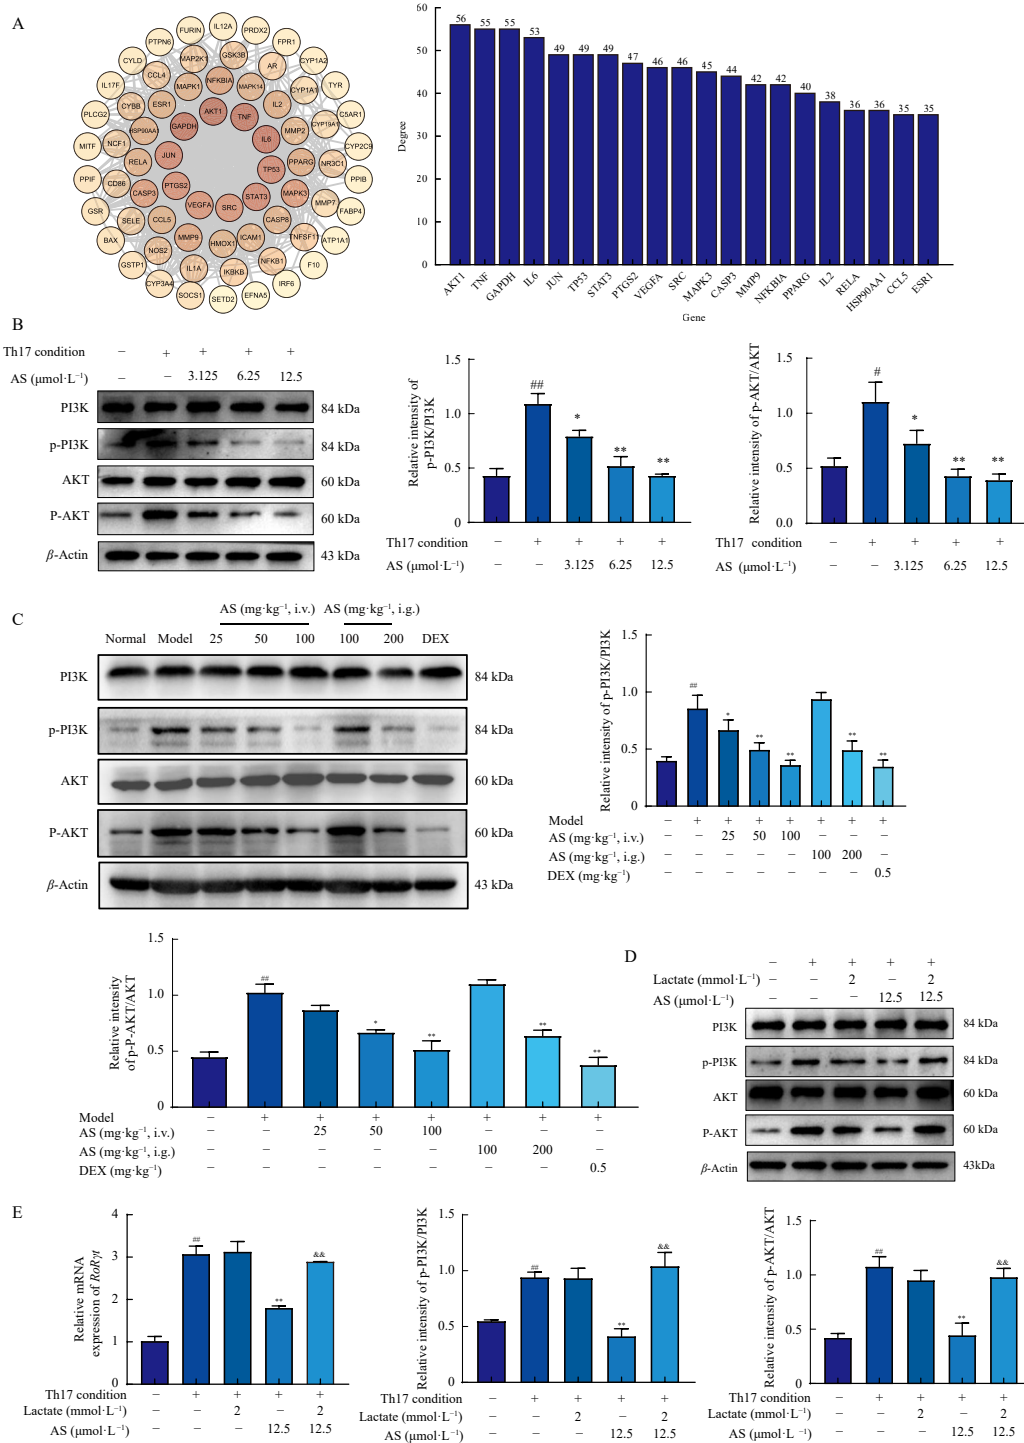 A
IL12A
FURIN
PRDX2
PTPN6
FPR1
CYLD
MAP2K1
GSK3B
AR
CYP1A2
IL17F
CCL4
MAPK1
NFKBIA
MAPK14
CYP1A1
TYR
PLCG2
CYBB
ESR1
AKT1
TNF
IL2
C5AR1
MITF
NCF1
HSP90AA1
GAPDH
IL6
MMP2
CYP19A1
CYP2C9
PPIF
CD86
RELA
JUN
TP53
PPARG
NR3C1
PPIB
GSR
SELE
CASP3
PTGS2
VEGFA
SRC
STAT3
MAPK3
MMP7
FABP4
BAX
NOS2
CCL5
MMP9
HMOX1
ICAM1
CASP8
TNFSF11
ATP1A1
GSTP1
CYP3A4
IL1A
IKBKB
NFKB1
F10
SOCS1
SETD2
EFNA5
IRF6
Degree
60
50
40
30
20
10
0
56 55 55 53 49 49 49 47 46 46 45 44 42 42 40 38 36 36 35 35
AKT1 TNF GAPDH IL6 JUN TP53 STAT3 PTGS2 VEGFA SRC MAPK3 CASP3 MMP9 NFKBIA PPARG IL2 RELA HSP90AA1 CCL5 ESR1
Gene
B
Th17 condition − + + + +
AS (μmol·L⁻¹) − − 3.125 6.25 12.5
PI3K 84 kDa
p-PI3K 84 kDa
AKT 60 kDa
P-AKT 60 kDa
β-Actin 43 kDa
Relative intensity of
p-PI3K/PI3K
1.5
1.0
0.5
0
## * ** **
Th17 condition − + + + +
AS (μmol·L⁻¹) − − 3.125 6.25 12.5
Relative intensity of p-AKT/AKT
1.5
1.0
0.5
0.0
# * ** **
Th17 condition − + + + +
AS (μmol·L⁻¹) − − 3.125 6.25 12.5
C
AS (mg·kg⁻¹, i.v.) AS (mg·kg⁻¹, i.g.)
Normal Model 25 50 100 100 200 DEX
PI3K 84 kDa
p-PI3K 84 kDa
AKT 60 kDa
P-AKT 60 kDa
β-Actin 43 kDa
Relative intensity of p-PI3K/PI3K
1.5
1.0
0.5
0
## * ** ** ** **
Model − + + + + + + +
AS (mg·kg⁻¹, i.v.) − − 25 50 100 − − −
AS (mg·kg⁻¹, i.g.) − − − − − 100 200 −
DEX (mg·kg⁻¹) − − − − − − − 0.5
Relative intensity
of p-P-AKT/AKT
1.5
1.0
0.5
0
## * ** ** **
Model − + + + + + + +
AS (mg·kg⁻¹, i.v.) − − 25 50 100 − − −
AS (mg·kg⁻¹, i.g.) − − − − − 100 200 −
DEX (mg·kg⁻¹) − − − − − − − 0.5
D
− + + + +
Lactate (mmol·L⁻¹) − − 2 − 2
AS (μmol·L⁻¹) − − − 12.5 12.5
PI3K 84 kDa
p-PI3K 84 kDa
AKT 60 kDa
P-AKT 60 kDa
β-Actin 43kDa
E
Relative mRNA
expression of RoRγt
4
3
2
1
0
## ** &&
Th17 condition − + + + +
Lactate (mmol·L⁻¹) − − 2 − 2
AS (μmol·L⁻¹) − − − 12.5 12.5
Relative intensity of p-PI3K/PI3K
1.5
1.0
0.5
0
## ** &&
Th17 condition − + + + +
Lactate (mmol·L⁻¹) − − 2 − 2
AS (μmol·L⁻¹) − − − 12.5 12.5
Relative intensity of p-AKT/AKT
1.5
1.0
0.5
0
## ** &&
Th17 condition − + + + +
Lactate (mmol·L⁻¹) − − 2 − 2
AS (μmol·L⁻¹) − − − 12.5 12.5